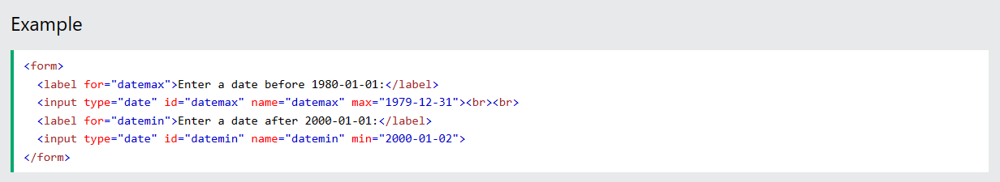 Example
<form>
  <label for="datemax">Enter a date before 1980-01-01:</label>
  <input type="date" id="datemax" name="datemax" max="1979-12-31"><br><br>
  <label for="datemin">Enter a date after 2000-01-01:</label>
  <input type="date" id="datemin" name="datemin" min="2000-01-02">
</form>